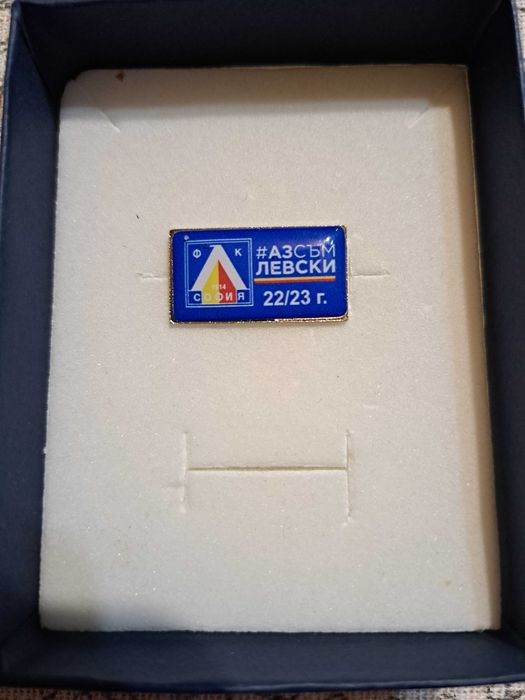 Ф К
1914
СОФИЯ
#АЗСЪМ
ЛЕВСКИ
22/23 г.